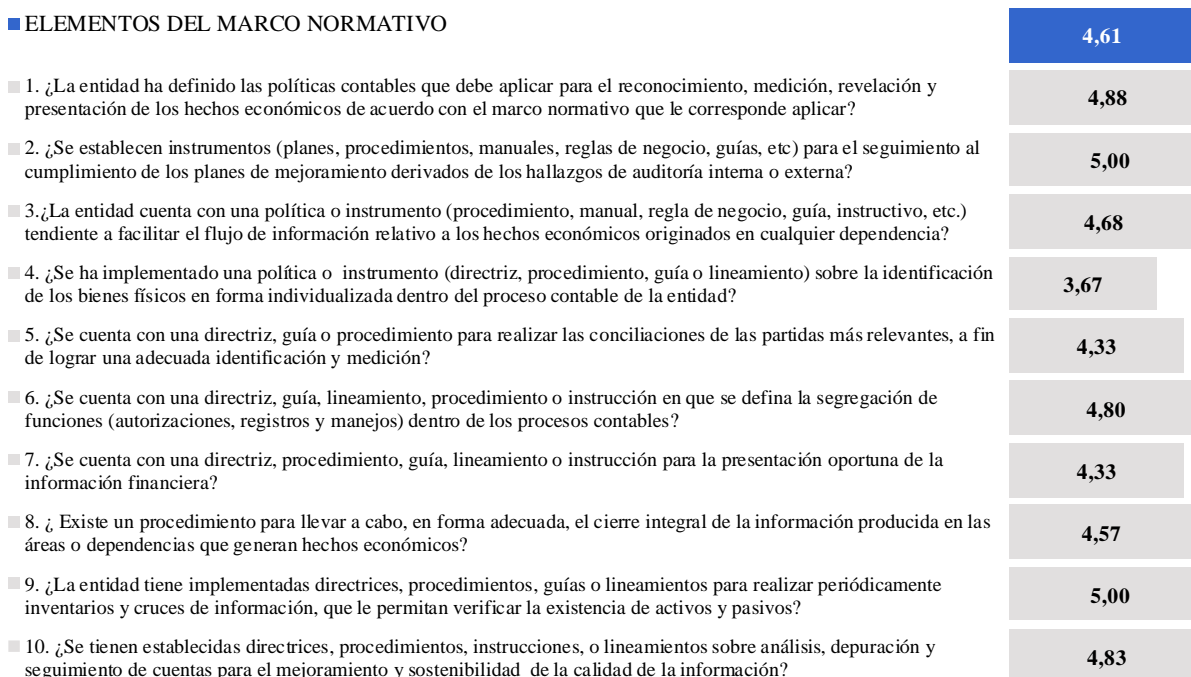 ELEMENTOS DEL MARCO NORMATIVO
4,61
1. ¿La entidad ha definido las políticas contables que debe aplicar para el reconocimiento, medición, revelación y
presentación de los hechos económicos de acuerdo con el marco normativo que le corresponde aplicar?
4,88
2. ¿Se establecen instrumentos (planes, procedimientos, manuales, reglas de negocio, guías, etc) para el seguimiento al
cumplimiento de los planes de mejoramiento derivados de los hallazgos de auditoría interna o externa?
5,00
3.¿La entidad cuenta con una política o instrumento (procedimiento, manual, regla de negocio, guía, instructivo, etc.)
tendiente a facilitar el flujo de información relativo a los hechos económicos originados en cualquier dependencia?
4,68
4. ¿Se ha implementado una política o instrumento (directriz, procedimiento, guía o lineamiento) sobre la identificación
de los bienes físicos en forma individualizada dentro del proceso contable de la entidad?
3,67
5. ¿Se cuenta con una directriz, guía o procedimiento para realizar las conciliaciones de las partidas más relevantes, a fin
de lograr una adecuada identificación y medición?
4,33
6. ¿Se cuenta con una directriz, guía, lineamiento, procedimiento o instrucción en que se defina la segregación de
funciones (autorizaciones, registros y manejos) dentro de los procesos contables?
4,80
7. ¿Se cuenta con una directriz, procedimiento, guía, lineamiento o instrucción para la presentación oportuna de la
información financiera?
4,33
8. ¿ Existe un procedimiento para llevar a cabo, en forma adecuada, el cierre integral de la información producida en las
áreas o dependencias que generan hechos económicos?
4,57
9. ¿La entidad tiene implementadas directrices, procedimientos, guías o lineamientos para realizar periódicamente
inventarios y cruces de información, que le permitan verificar la existencia de activos y pasivos?
5,00
10. ¿Se tienen establecidas directrices, procedimientos, instrucciones, o lineamientos sobre análisis, depuración y
seguimiento de cuentas para el mejoramiento y sostenibilidad de la calidad de la información?
4,83